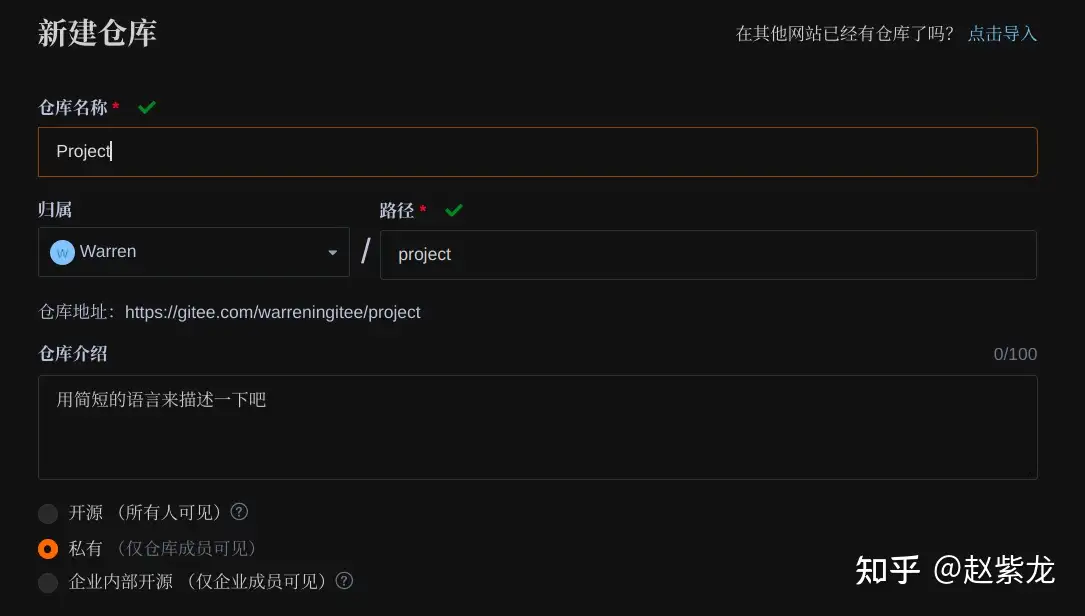 新建仓库
在其他网站已经有仓库了吗? 点击导入
仓库名称 *
Project
归属
路径 *
W Warren / project
仓库地址: https://gitee.com/warreningitee/project
仓库介绍
0/100
用简短的语言来描述一下吧
开源 (所有人可见) ?
私有 (仅仓库成员可见)
企业内部开源 (仅企业成员可见) ?
知乎 @赵紫龙